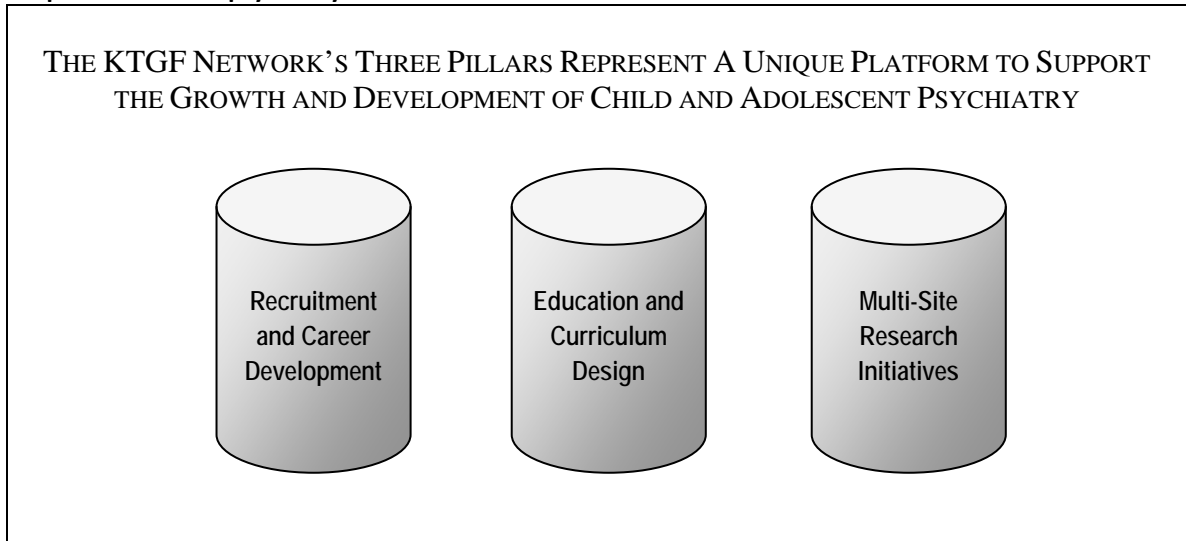 THE KTGF NETWORK'S THREE PILLARS REPRESENT A UNIQUE PLATFORM TO SUPPORT
THE GROWTH AND DEVELOPMENT OF CHILD AND ADOLESCENT PSYCHIATRY
Recruitment
and Career
Development
Education and
Curriculum
Design
Multi-Site
Research
Initiatives